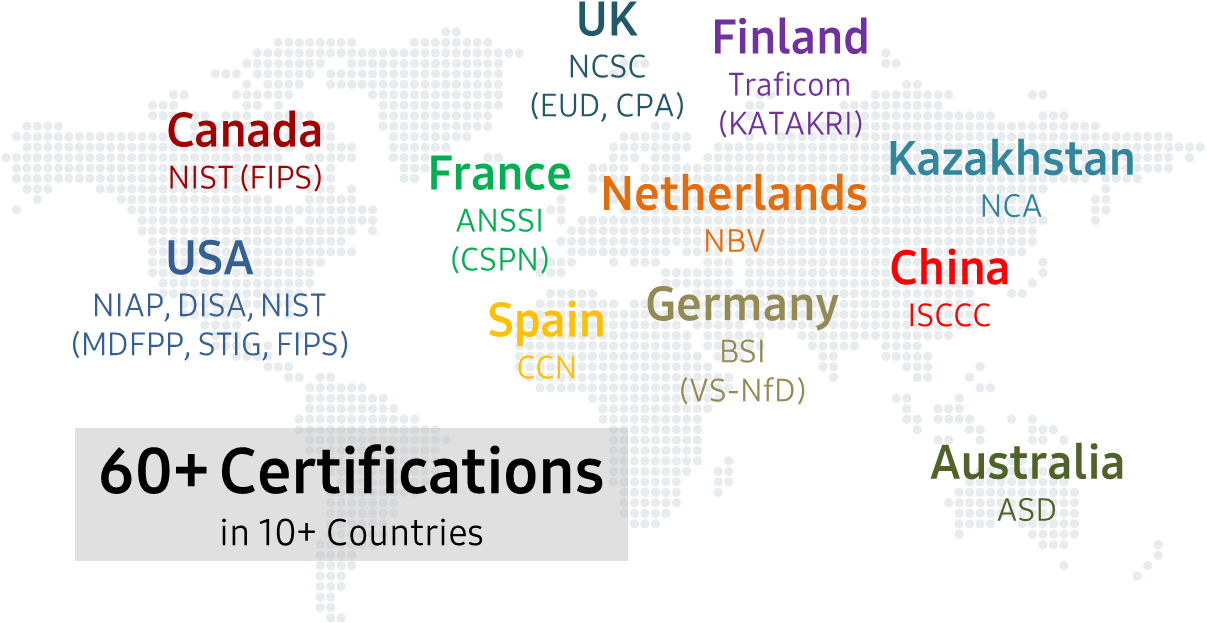 UK
NCSC
(EUD, CPA)
Finland
Traficom
(KATAKRI)
Canada
NIST (FIPS)
France
ANSSI
(CSPN)
Netherlands
NBV
Kazakhstan
NCA
USA
NIAP, DISA, NIST
(MDFPP, STIG, FIPS)
Spain
CCN
Germany
BSI
(VS-NfD)
China
ISCCC
60+ Certifications
in 10+ Countries
Australia
ASD